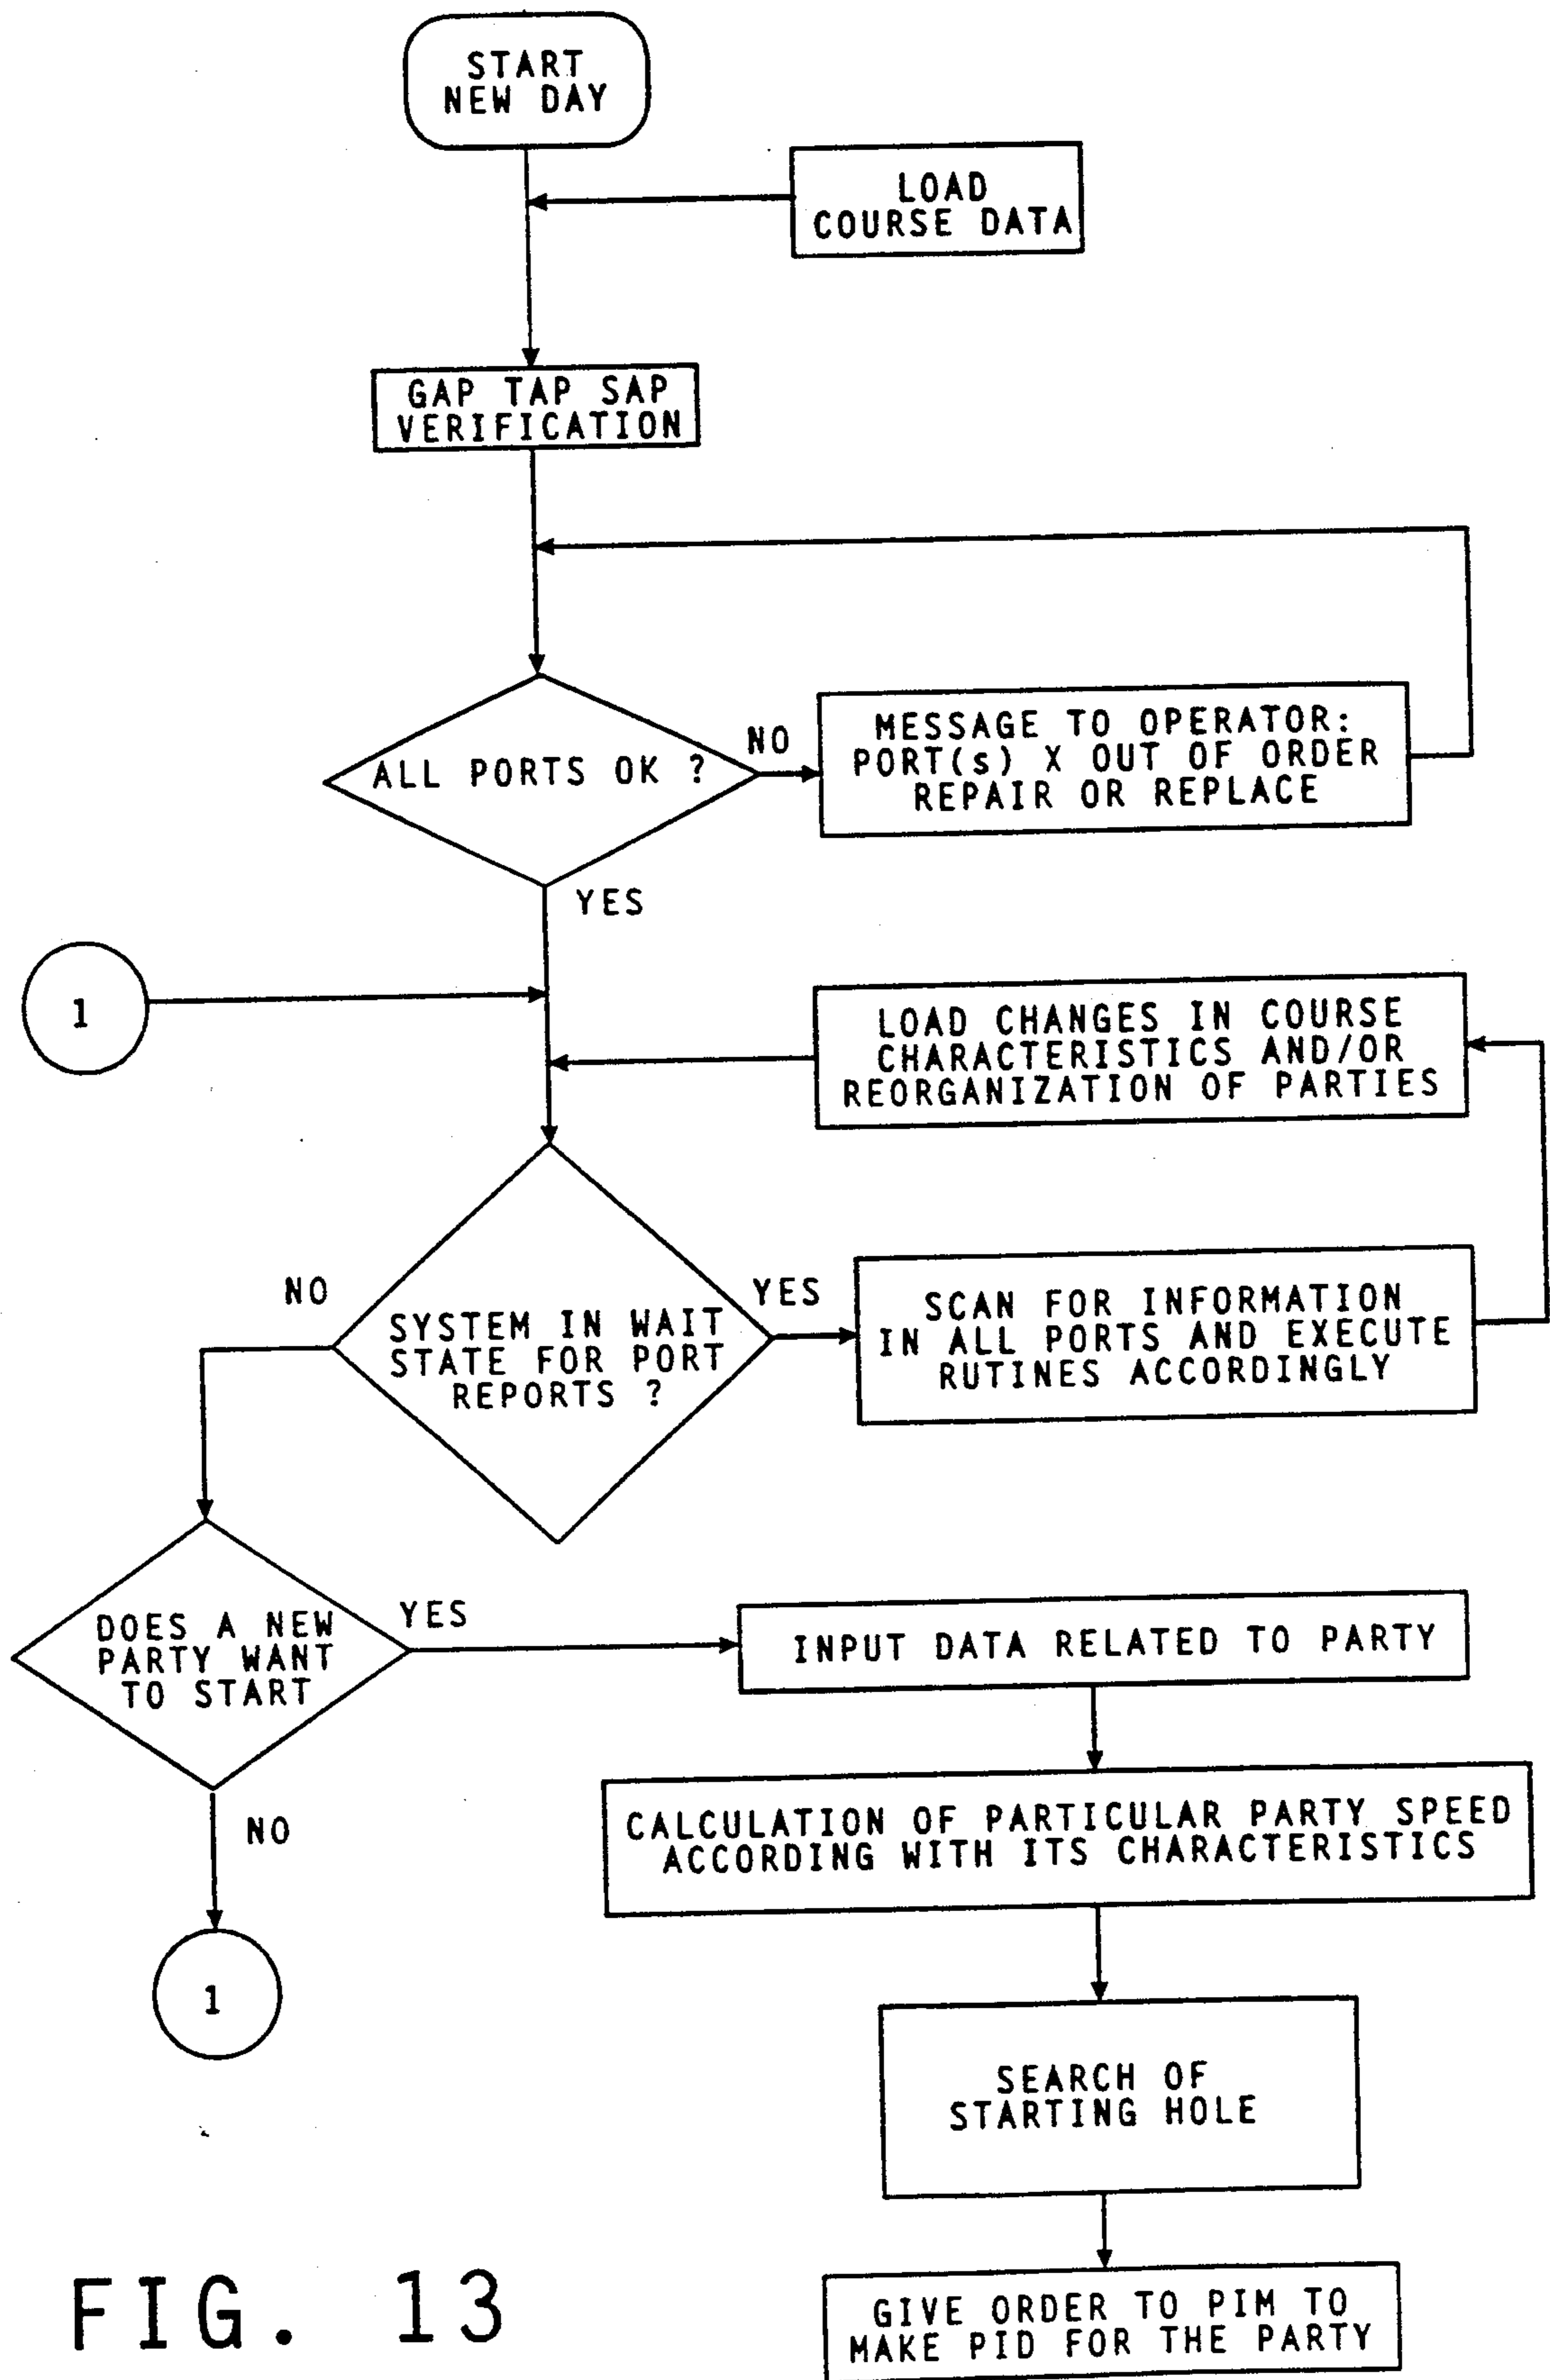 START
NEW DAY
LOAD
COURSE DATA
GAP TAP SAP
VERIFICATION
ALL PORTS OK ?
NO
MESSAGE TO OPERATOR:
PORT(s) X OUT OF ORDER
REPAIR OR REPLACE
YES
1
LOAD CHANGES IN COURSE
CHARACTERISTICS AND/OR
REORGANIZATION OF PARTIES
NO
SYSTEM IN WAIT
STATE FOR PORT
REPORTS ?
YES
SCAN FOR INFORMATION
IN ALL PORTS AND EXECUTE
RUTINES ACCORDINGLY
DOES A NEW
PARTY WANT
TO START
YES
INPUT DATA RELATED TO PARTY
NO
CALCULATION OF PARTICULAR PARTY SPEED
ACCORDING WITH ITS CHARACTERISTICS
1
SEARCH OF
STARTING HOLE
GIVE ORDER TO PIM TO
MAKE PID FOR THE PARTY
FIG. 13